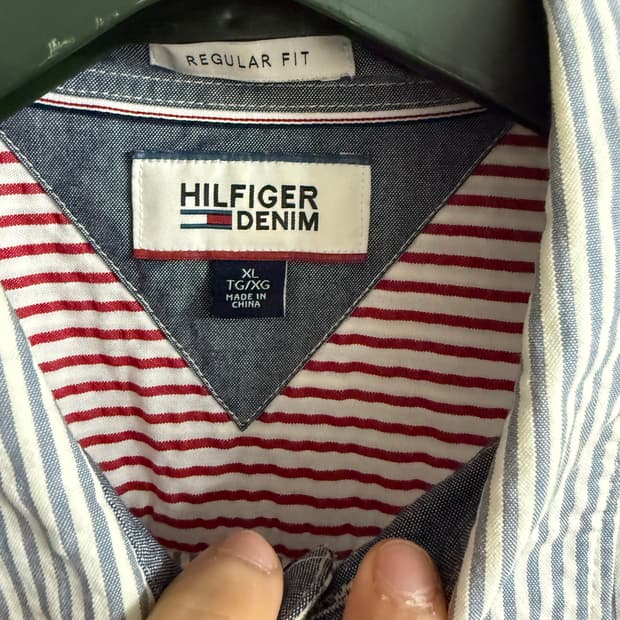 REGULAR FIT
HILFIGER
DENIM
XL
TG/XG
MADE IN
CHINA